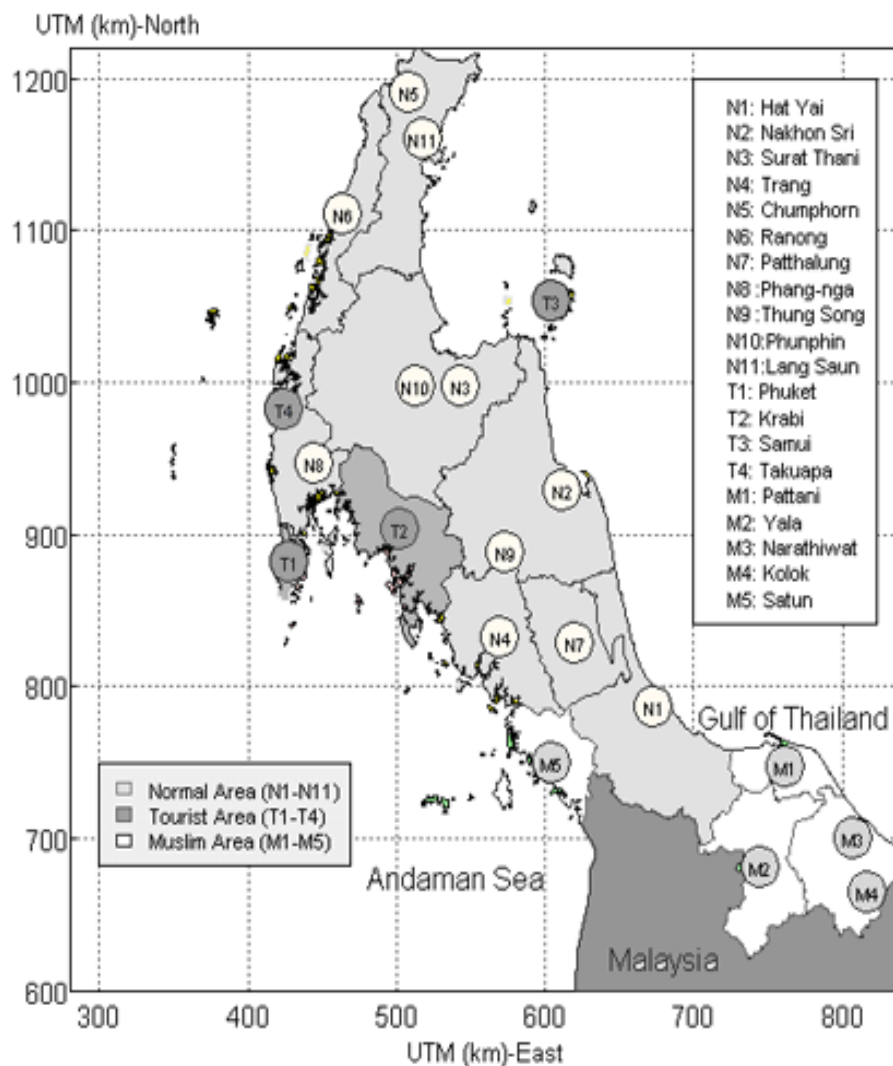 UTM (km)-North
1200
1100
1000
900
800
700
600
300 400 500 600 700 800
UTM (km)-East
N5
N11
N6
T3
N10 N3
T4
N8
N2
T2
N9
T1
N4
N7
N1
M5
M1
M3
M2
M4
Gulf of Thailand
Andaman Sea
Malaysia
N1: Hat Yai
N2: Nakhon Sri
N3: Surat Thani
N4: Trang
N5: Chumphorn
N6: Ranong
N7: Patthalung
N8 :Phang-nga
N9 :Thung Song
N10:Phunphin
N11:Lang Saun
T1: Phuket
T2: Krabi
T3: Samui
T4: Takuapa
M1: Pattani
M2: Yala
M3: Narathiwat
M4: Kolok
M5: Satun
Normal Area (N1-N11)
Tourist Area (T1-T4)
Muslim Area (M1-M5)